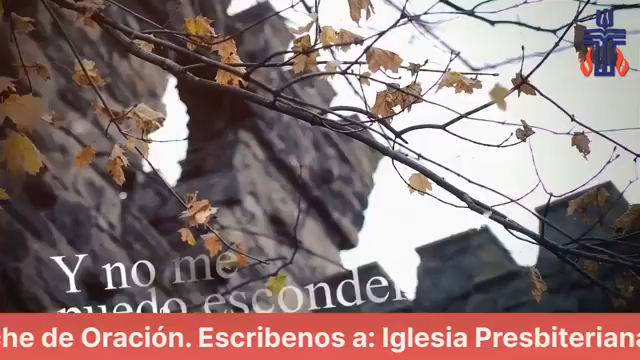 Y no me
puedo esconder
che de Oración. Escribenos a: Iglesia Presbiteriana